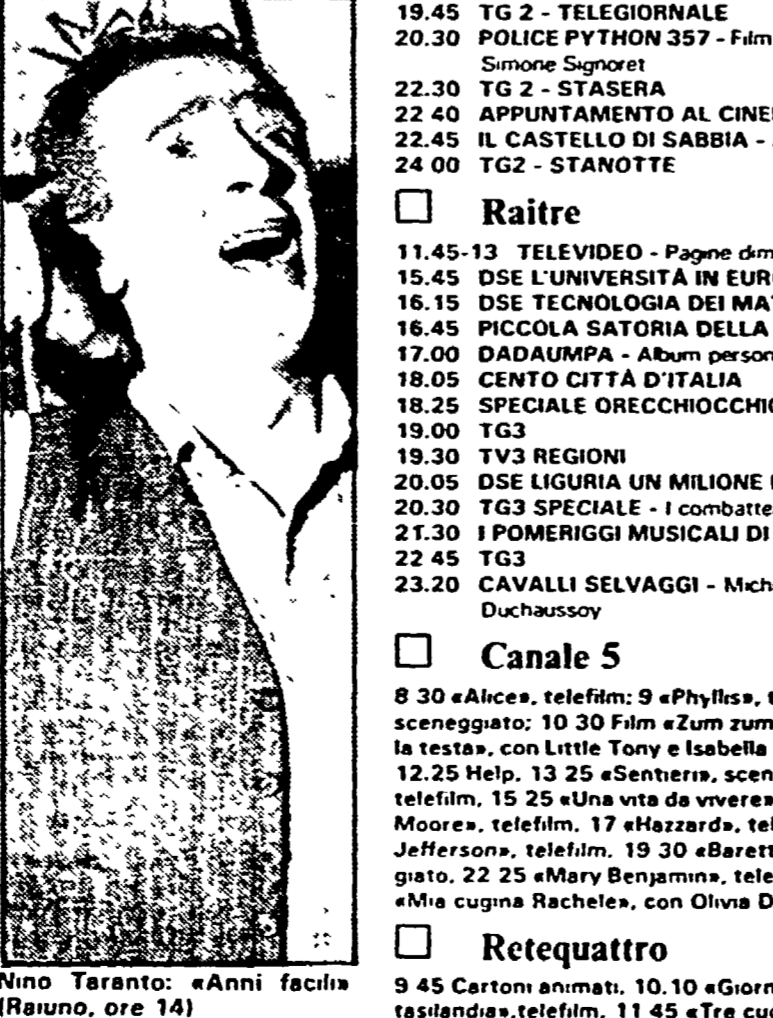 19.45 TG 2 - TELEGIORNALE
20.30 POLICE PYTHON 357 - Film
Simone Signoret
22.30 TG 2 - STASERA
22 40 APPUNTAMENTO AL CINE
22.45 IL CASTELLO DI SABBIA -
24 00 TG2 - STANOTTE
Raitre
11.45-13 TELEVIDEO - Pagine dim
15.45 DSE L'UNIVERSITÀ IN EUR
16.15 DSE TECNOLOGIA DEI MA
16.45 PICCOLA SATORIA DELLA
17.00 DADAUMPA - Album person
18.05 CENTO CITTÀ D'ITALIA
18.25 SPECIALE ORECCHIOCCHIO
19.00 TG3
19.30 TV3 REGIONI
20.05 DSE LIGURIA UN MILIONE
20.30 TG3 SPECIALE - I combatte
21.30 I POMERIGGI MUSICALI DI
22 45 TG3
23.20 CAVALLI SELVAGGI - Mich
Duchaussoy
Canale 5
8 30 «Alice», telefilm; 9 «Phyllis»,
sceneggiato; 10 30 Film «Zum zum
la testa», con Little Tony e Isabella
12.25 Help. 13 25 «Sentieri», scen
telefilm, 15 25 «Una vita da vivere»
Moore», telefilm. 17 «Hazzard», tel
Jefferson», telefilm. 19 30 «Barett
giato. 22 25 «Mary Benjamin», tele
«Mia cugina Rachele», con Olivia D
Retequattro
9 45 Cartoni animati. 10.10 «Giorn
tasilandia»,telefilm. 11 45 «Tre cu
Nino Taranto: «Anni facili»
(Raiuno, ore 14)